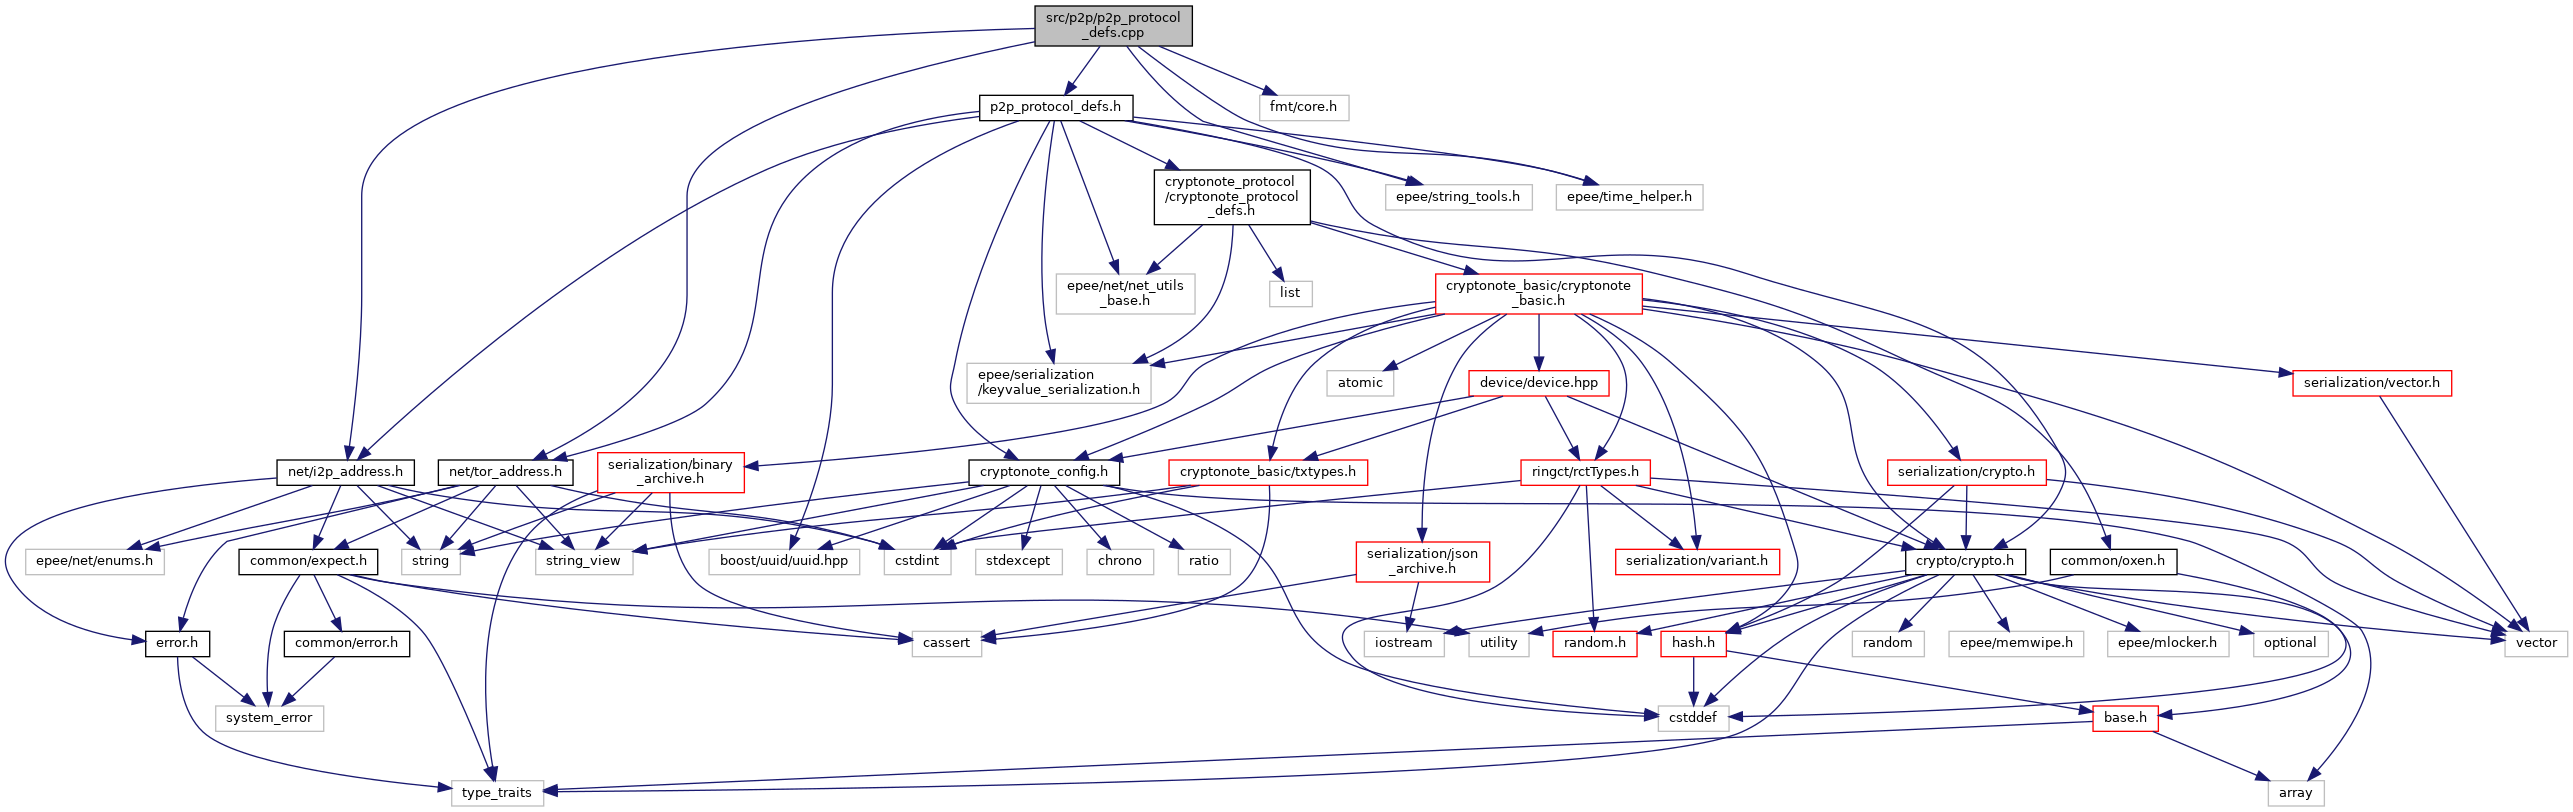 src/p2p/p2p_protocol
_defs.cpp
p2p_protocol_defs.h
fmt/core.h
cryptonote_protocol
/cryptonote_protocol
_defs.h
epee/string_tools.h
epee/time_helper.h
epee/net/net_utils
_base.h
list
cryptonote_basic/cryptonote
_basic.h
epee/serialization
/keyvalue_serialization.h
atomic
device/device.hpp
serialization/vector.h
net/i2p_address.h
net/tor_address.h
serialization/binary
_archive.h
cryptonote_config.h
cryptonote_basic/txtypes.h
ringct/rctTypes.h
serialization/crypto.h
epee/net/enums.h
common/expect.h
string
string_view
boost/uuid/uuid.hpp
cstdint
stdexcept
chrono
ratio
serialization/json
_archive.h
serialization/variant.h
crypto/crypto.h
common/oxen.h
error.h
common/error.h
cassert
iostream
utility
random.h
hash.h
random
epee/memwipe.h
epee/mlocker.h
optional
vector
system_error
cstddef
base.h
type_traits
array